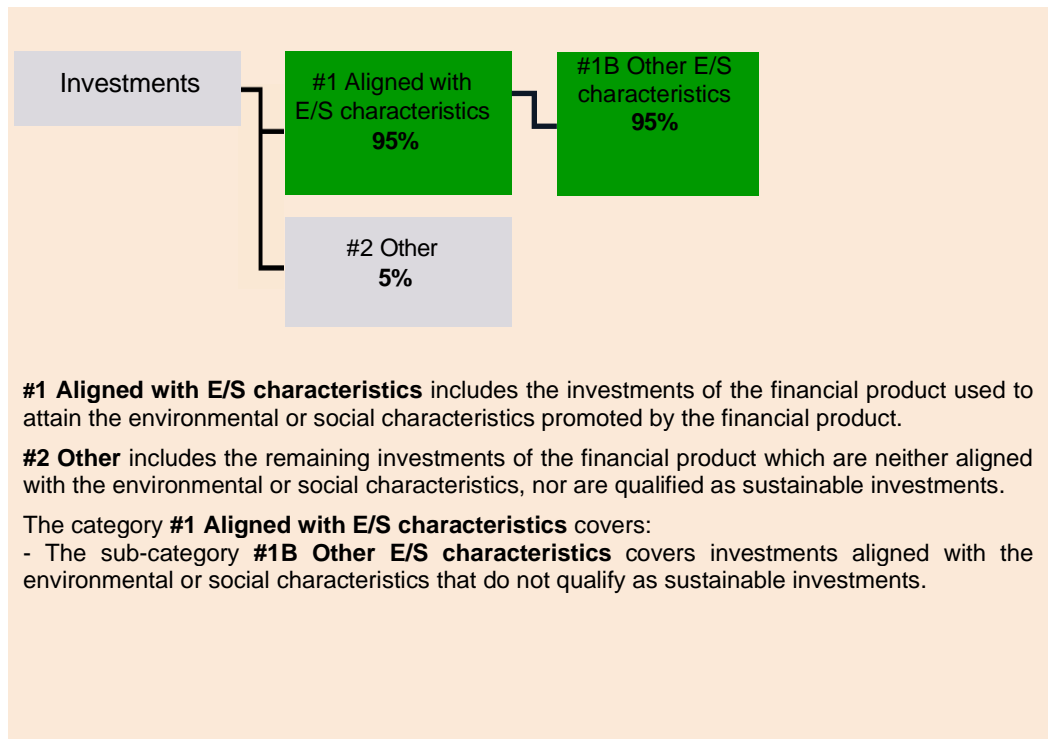 Investments
#1 Aligned with
E/S characteristics
95%
#1B Other E/S
characteristics
95%
#2 Other
5%
#1 Aligned with E/S characteristics includes the investments of the financial product used to
attain the environmental or social characteristics promoted by the financial product.
#2 Other includes the remaining investments of the financial product which are neither aligned
with the environmental or social characteristics, nor are qualified as sustainable investments.
The category #1 Aligned with E/S characteristics covers:
- The sub-category #1B Other E/S characteristics covers investments aligned with the
environmental or social characteristics that do not qualify as sustainable investments.